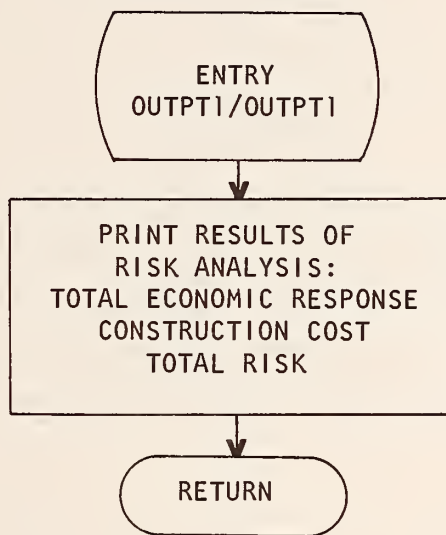 ENTRY
OUTPT1/OUTPT1
PRINT RESULTS OF
RISK ANALYSIS:
TOTAL ECONOMIC RESPONSE
CONSTRUCTION COST
TOTAL RISK
RETURN